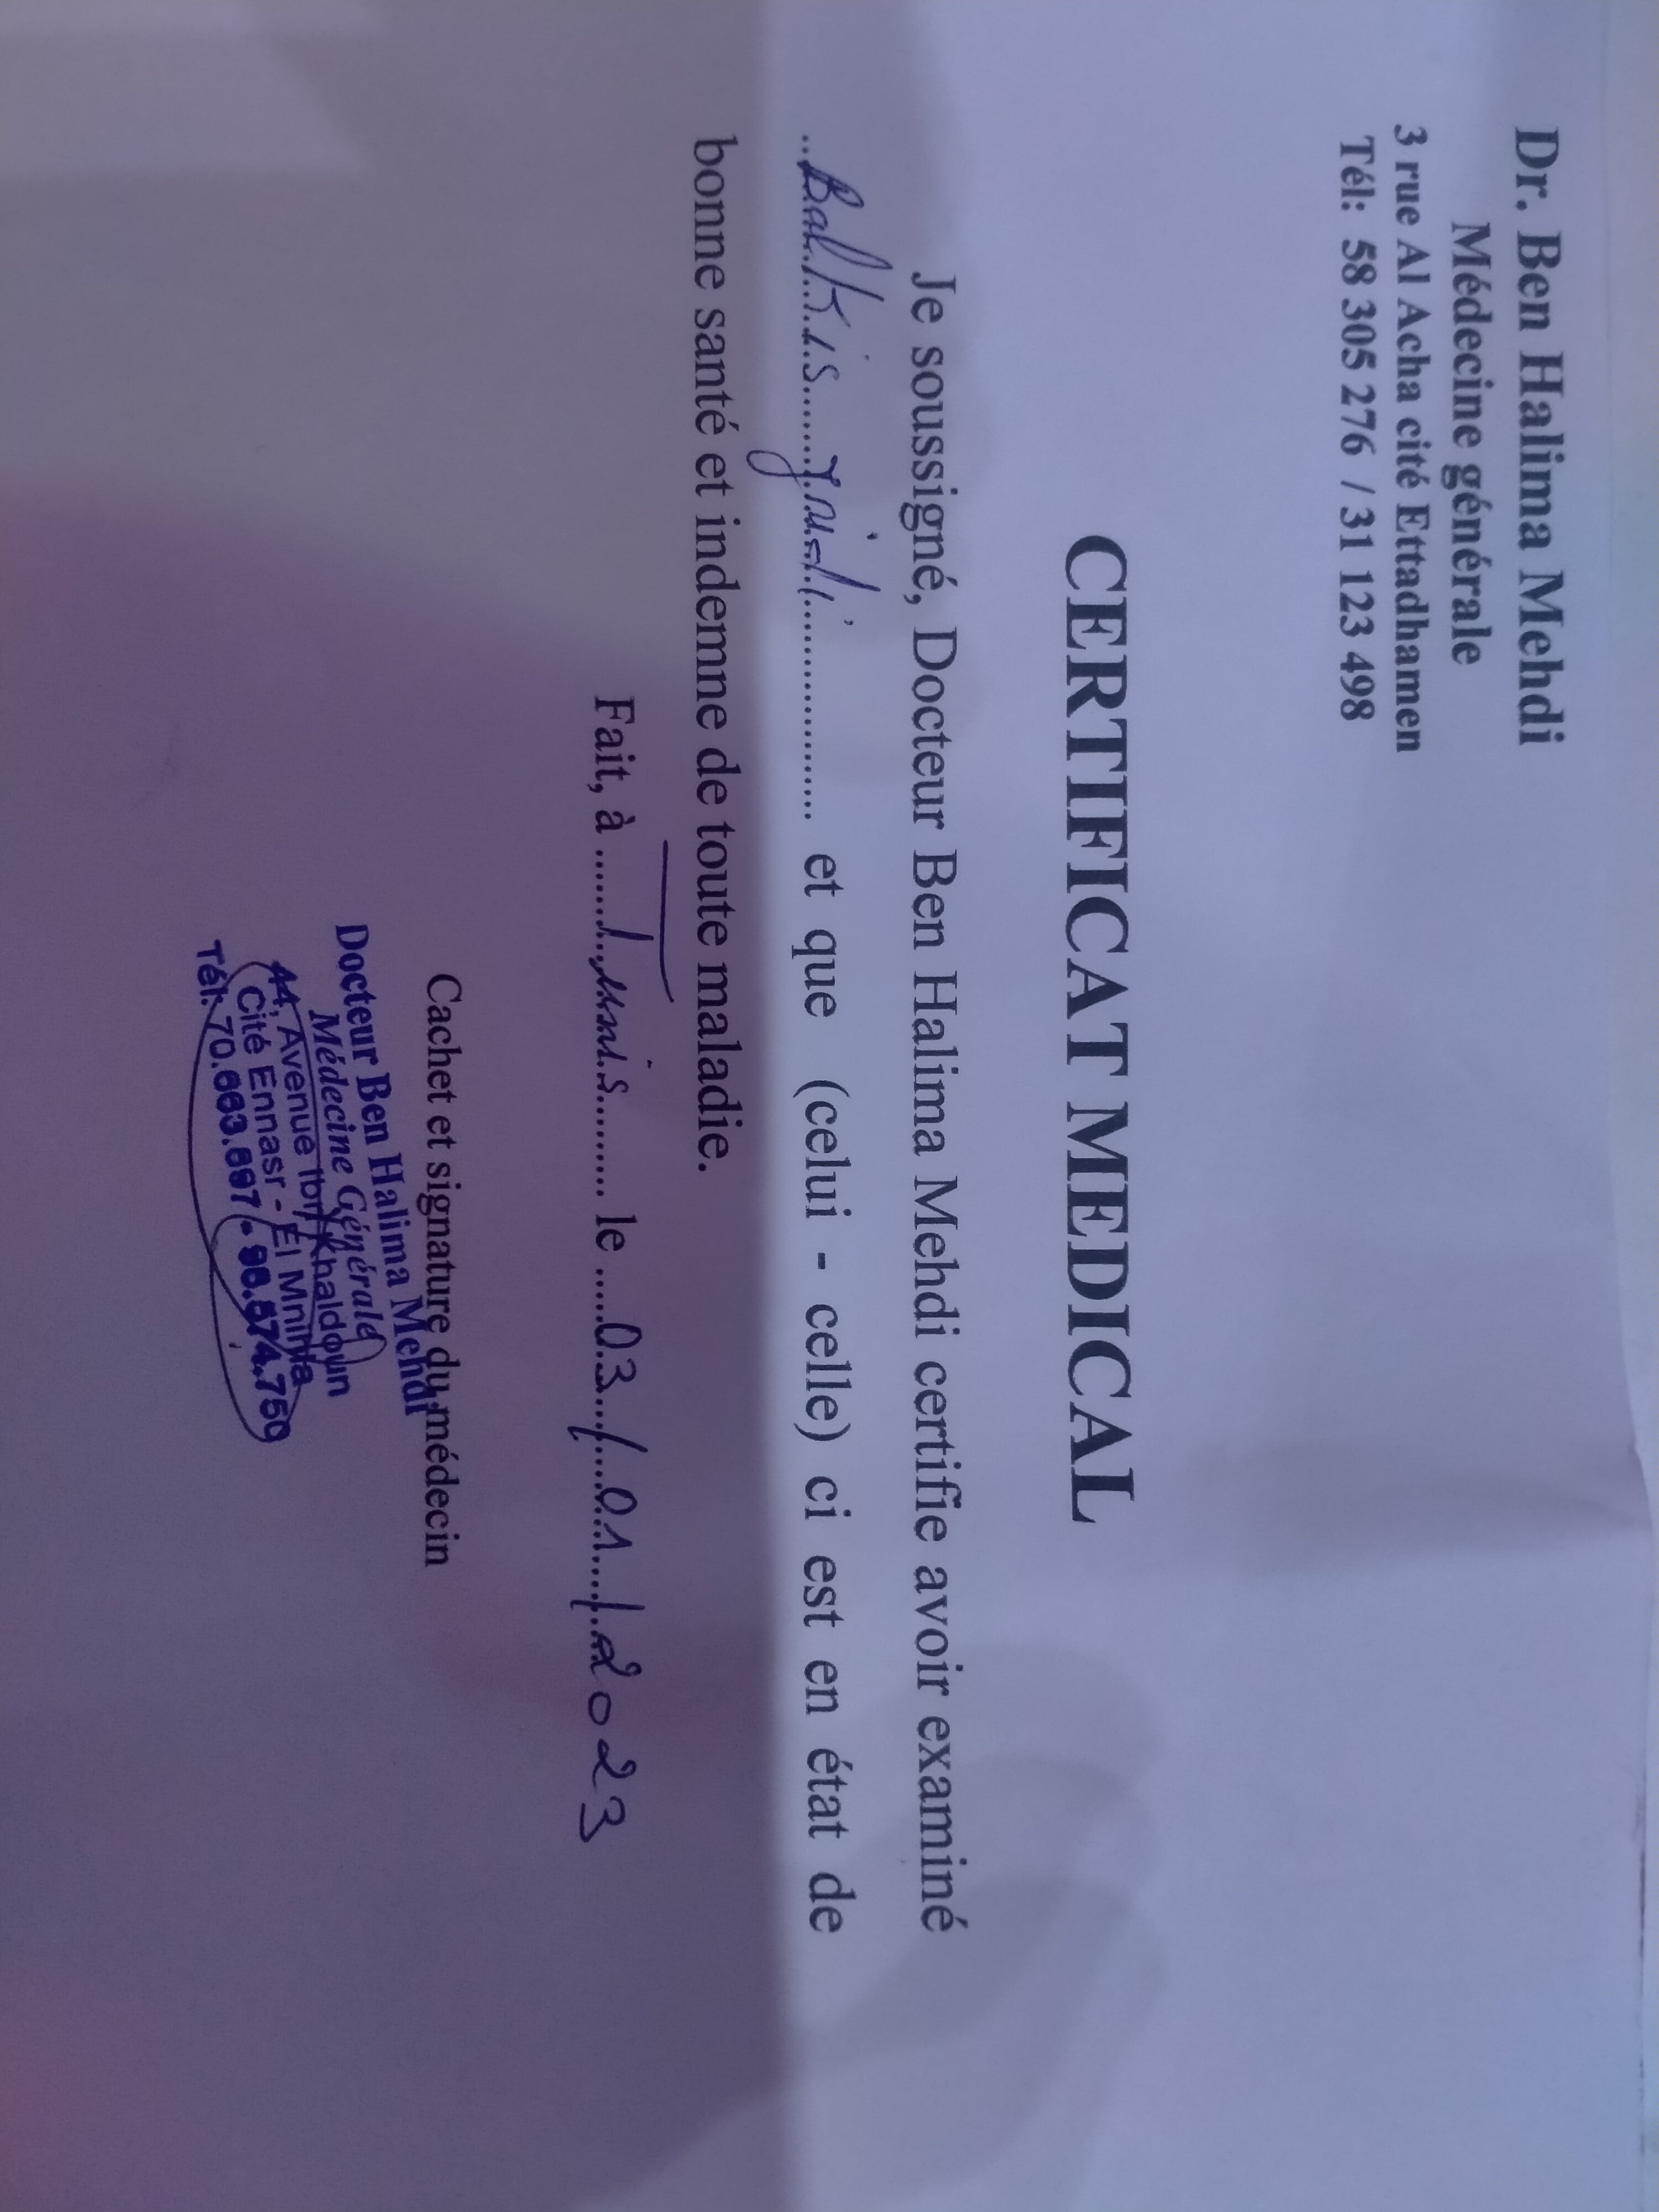 Dr. Ben Halima Mehdi
Médecine générale
3 rue Al Acha cité Ettadhamen
Tél: 58 305 276 / 31 123 498
CERTIFICAT MEDICAL
Je soussigné, Docteur Ben Halima Mehdi certifie avoir examiné
..Balkis............ et que (celui - celle) ci est en état de
bonne santé et indemne de toute maladie.
Fait, à ......Tunis........ le .....03../..01../.2023
Cachet et signature du médecin
Docteur Ben Halima Mehdi
Médecine Générale
44, Avenue Ibn Khaldoun
Cité Ennasr - El Mnihla
Tél: 70.663.697 - 98.574.750